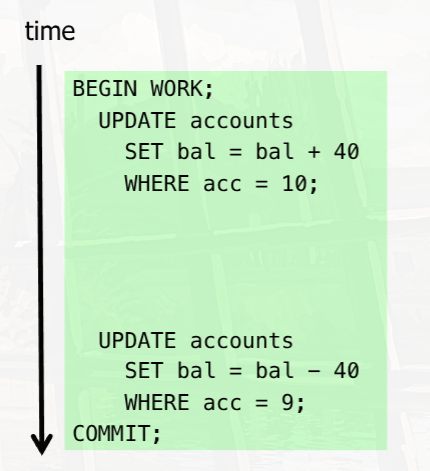 time
BEGIN WORK;
UPDATE accounts
SET bal = bal + 40
WHERE acc = 10;
UPDATE accounts
SET bal = bal − 40
WHERE acc = 9;
COMMIT;